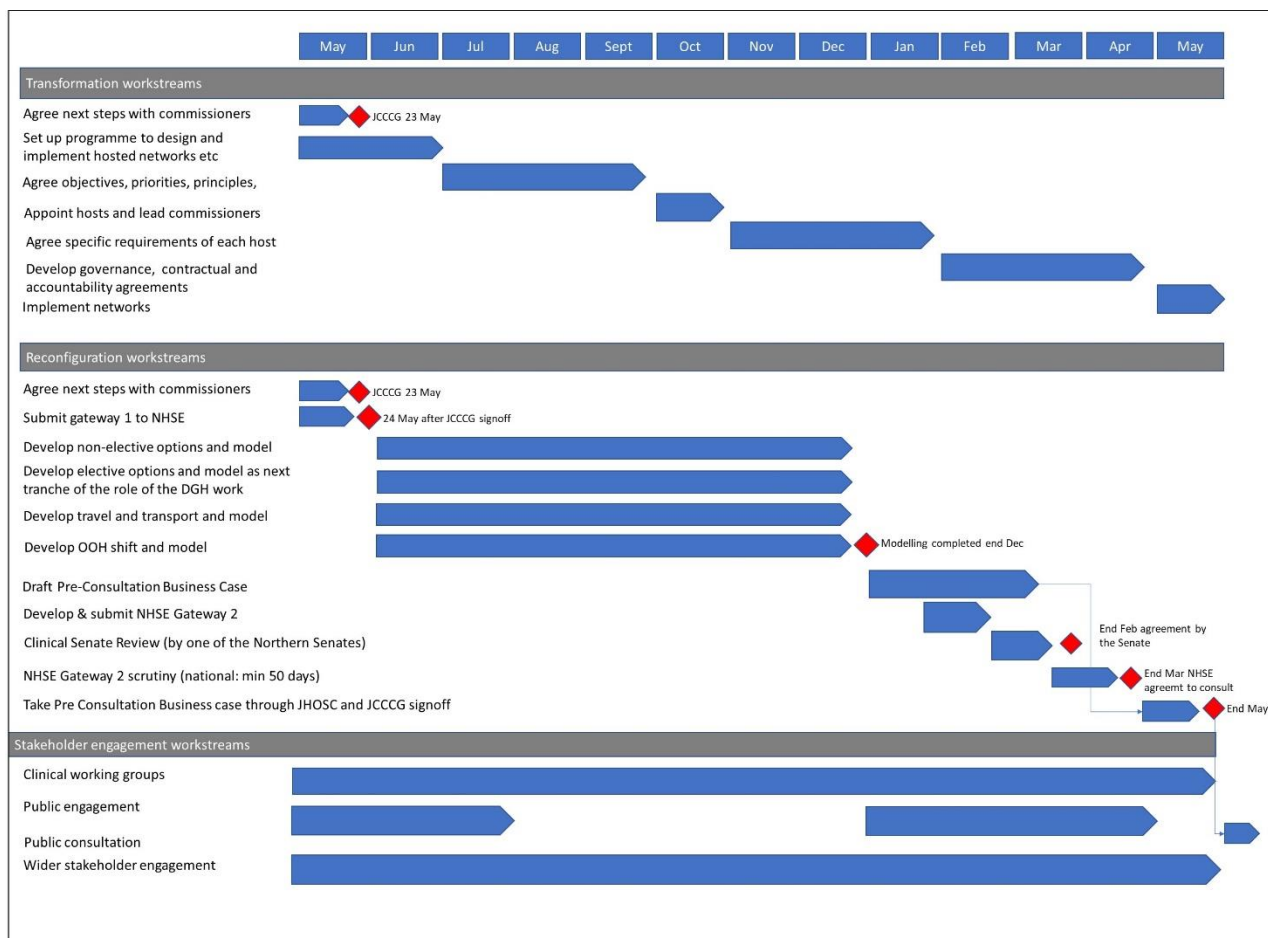 May Jun Jul Aug Sept Oct Nov Dec Jan Feb Mar Apr May
Transformation workstreams
Agree next steps with commissioners
JCCCG 23 May
Set up programme to design and
implement hosted networks etc
Agree objectives, priorities, principles,
Appoint hosts and lead commissioners
Agree specific requirements of each host
Develop governance, contractual and
accountability agreements
Implement networks
Reconfiguration workstreams
Agree next steps with commissioners
JCCCG 23 May
Submit gateway 1 to NHSE
24 May after JCCCG signoff
Develop non-elective options and model
Develop elective options and model as next
tranche of the role of the DGH work
Develop travel and transport and model
Develop OOH shift and model
Modelling completed end Dec
Draft Pre-Consultation Business Case
Develop & submit NHSE Gateway 2
Clinical Senate Review (by one of the Northern Senates)
End Feb agreement by
the Senate
NHSE Gateway 2 scrutiny (national: min 50 days)
End Mar NHSE
agreemt to consult
Take Pre Consultation Business case through JHOSC and JCCCG signoff
End May
Stakeholder engagement workstreams
Clinical working groups
Public engagement
Public consultation
Wider stakeholder engagement